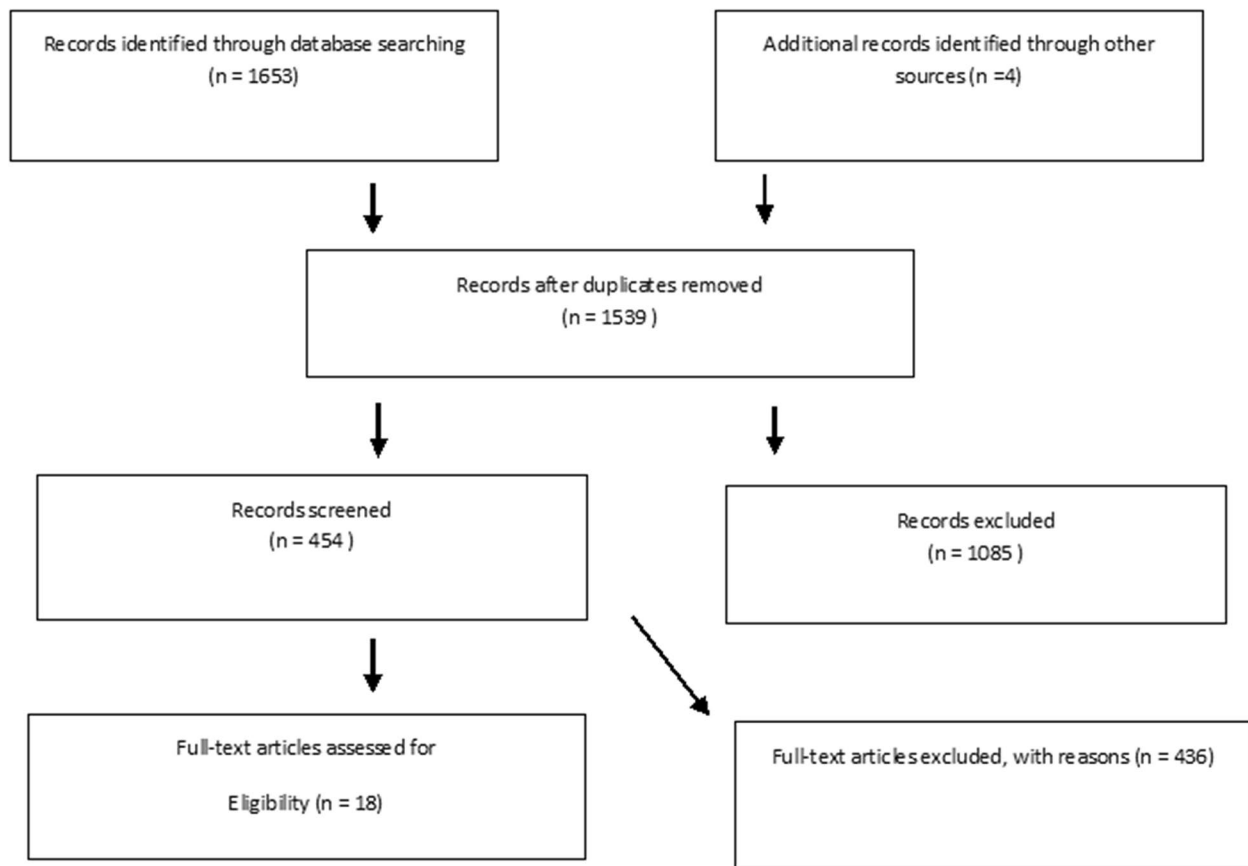 Records identified through database searching
(n = 1653)
Additional records identified through other
sources (n =4)
Records after duplicates removed
(n = 1539 )
Records screened
(n = 454 )
Records excluded
(n = 1085 )
Full-text articles assessed for
Eligibility (n = 18)
Full-text articles excluded, with reasons (n = 436)